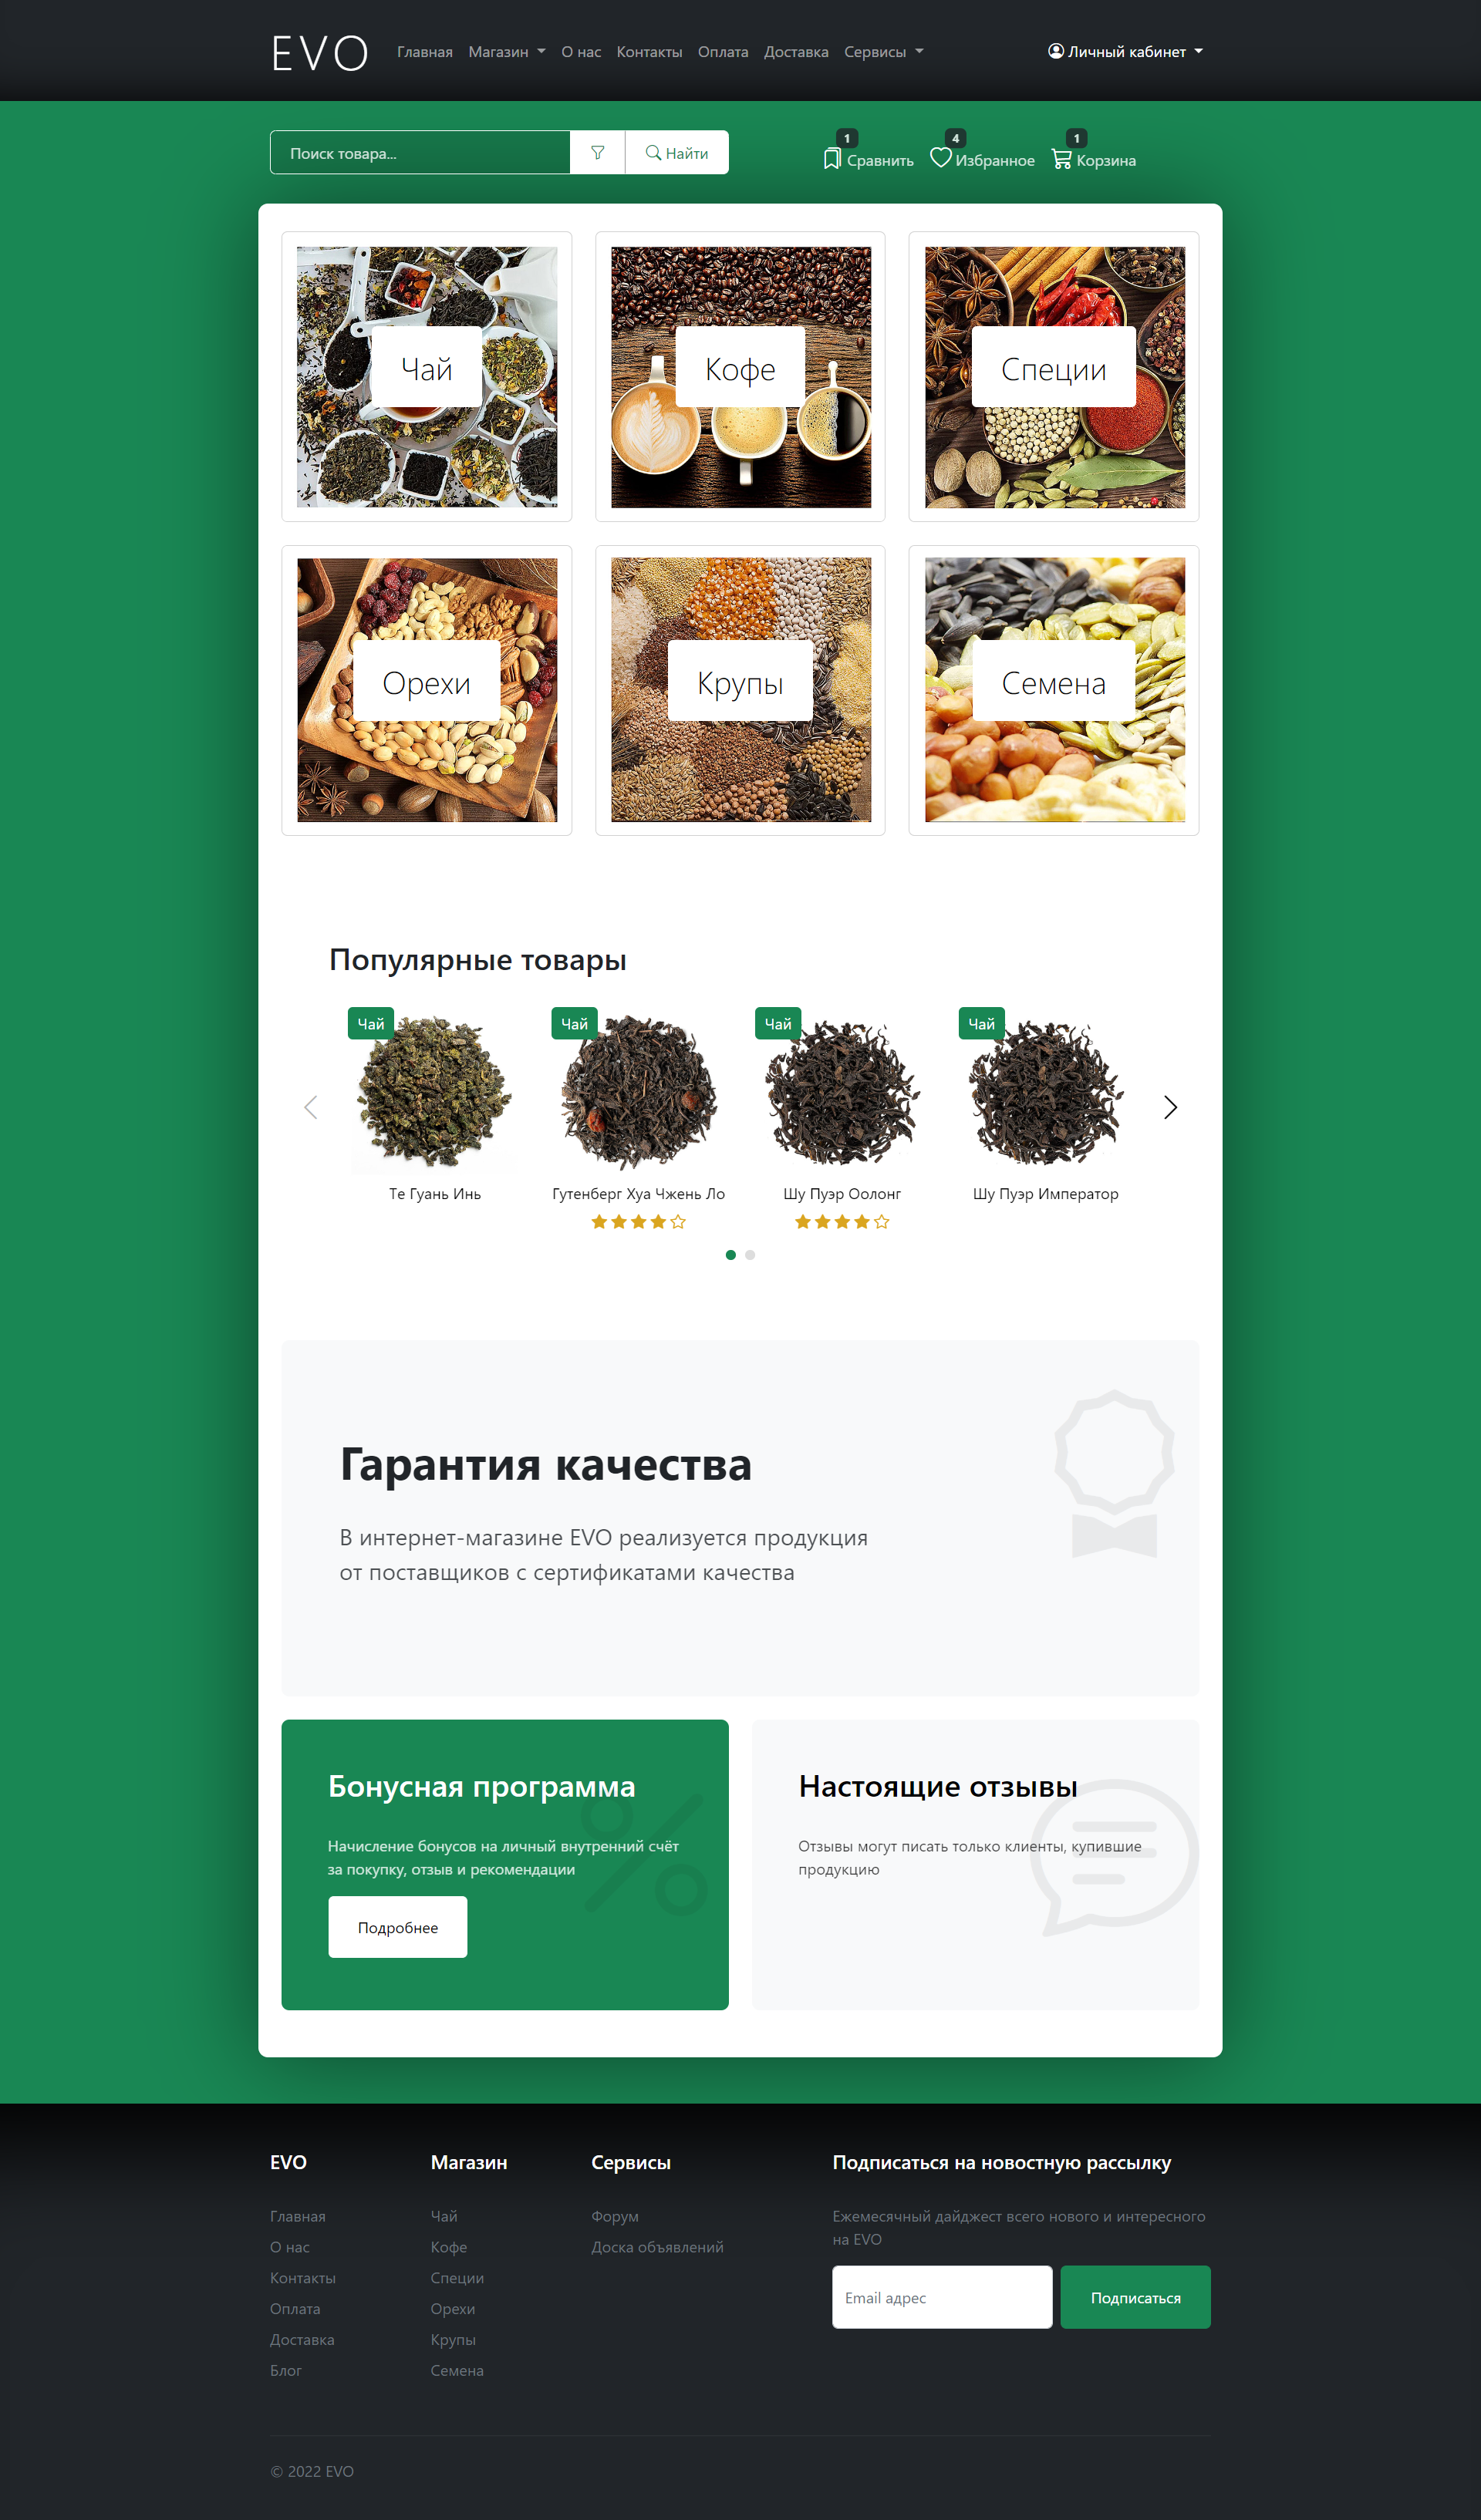 EVO
Главная Магазин О нас Контакты Оплата Доставка Сервисы Личный кабинет
1 4 1
Поиск товара... Найти Сравнить Избранное Корзина
Чай Кофе Специи
Орехи Крупы Семена
Популярные товары
Чай Чай Чай Чай
Те Гуань Инь Гутенберг Хуа Чжень Ло Шу Пуэр Оолонг Шу Пуэр Император
Гарантия качества
В интернет-магазине EVO реализуется продукция
от поставщиков с сертификатами качества
Бонусная программа
Начисление бонусов на личный внутренний счёт
за покупку, отзыв и рекомендации
Подробнее
Настоящие отзывы
Отзывы могут писать только клиенты, купившие
продукцию
EVO
Главная
О нас
Контакты
Оплата
Доставка
Блог
Магазин
Чай
Кофе
Специи
Орехи
Крупы
Семена
Сервисы
Форум
Доска объявлений
Подписаться на новостную рассылку
Ежемесячный дайджест всего нового и интересного
на EVO
Email адрес Подписаться
© 2022 EVO